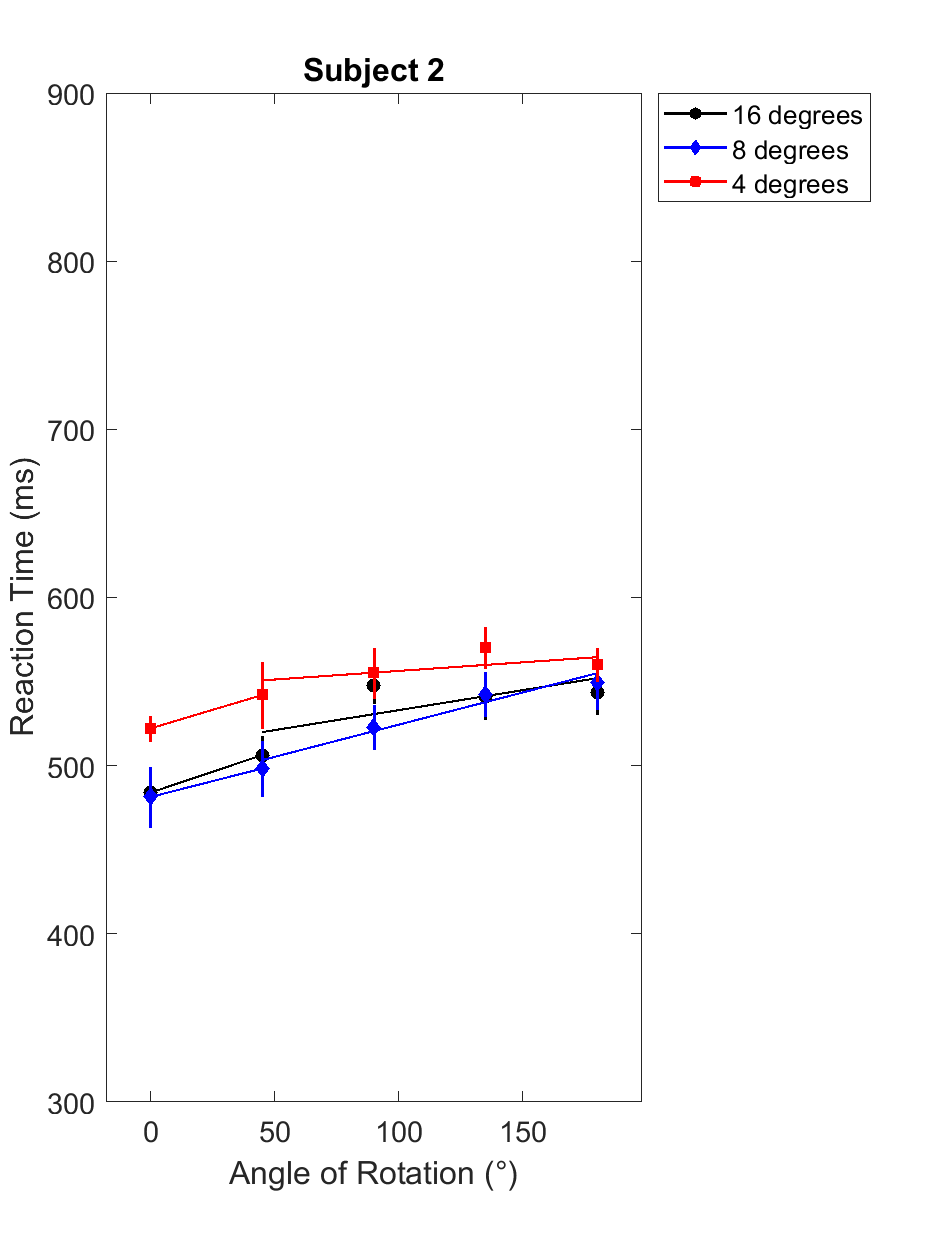 Subject 2
900
800
700
600
500
400
300
Reaction Time (ms)
0 50 100 150
Angle of Rotation (°)
16 degrees
8 degrees
4 degrees